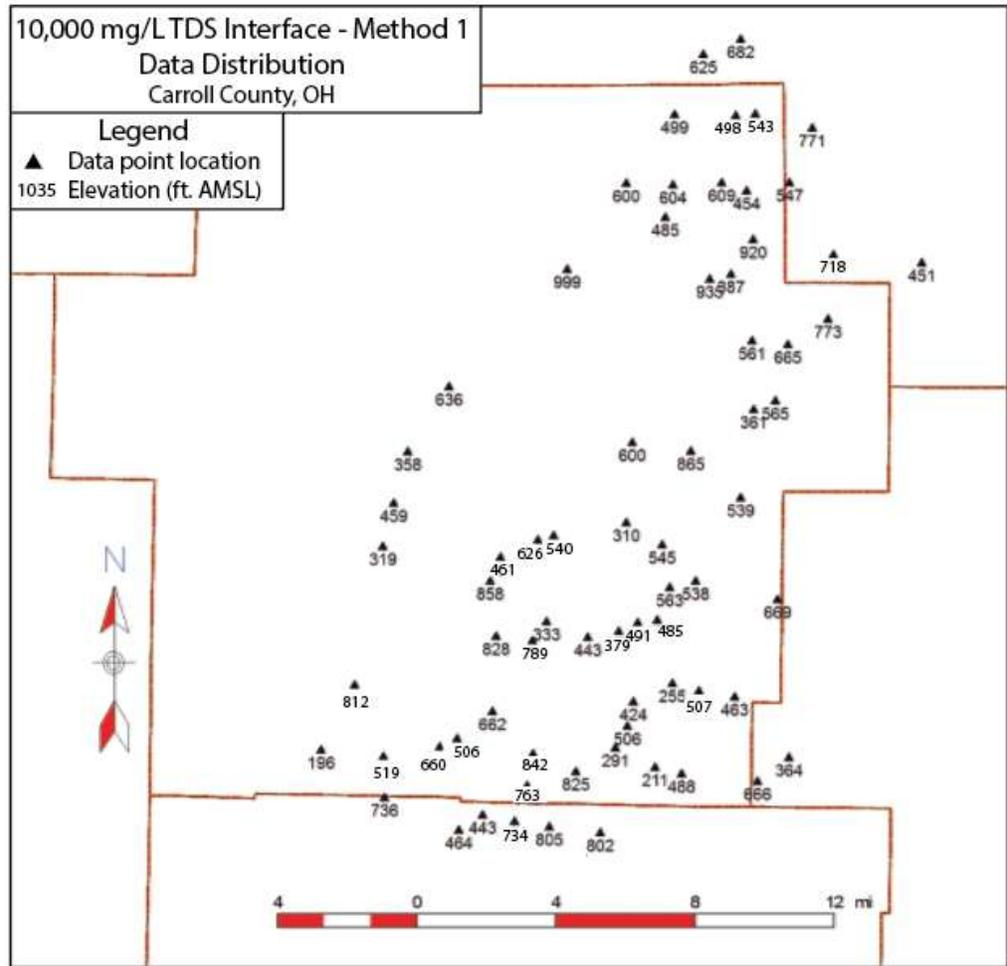 10,000 mg/L TDS Interface - Method 1
Data Distribution
Carroll County, OH
Legend
Data point location
1035 Elevation (ft. AMSL)
682
625
499 498 543
771
600 604 609 454 547
485
920
718
451
999
935 887
773
561 665
636
565
361
358
600 865
459
539
310
319
626 540
545
461
858
563 538
669
333
828 789 443 379 491 485
812
255 507 463
424
662
506
196 519 660 506 842 291
364
825 211 488
666
763
736
464 443 734 805 802
N
4 0 4 8 12 mi